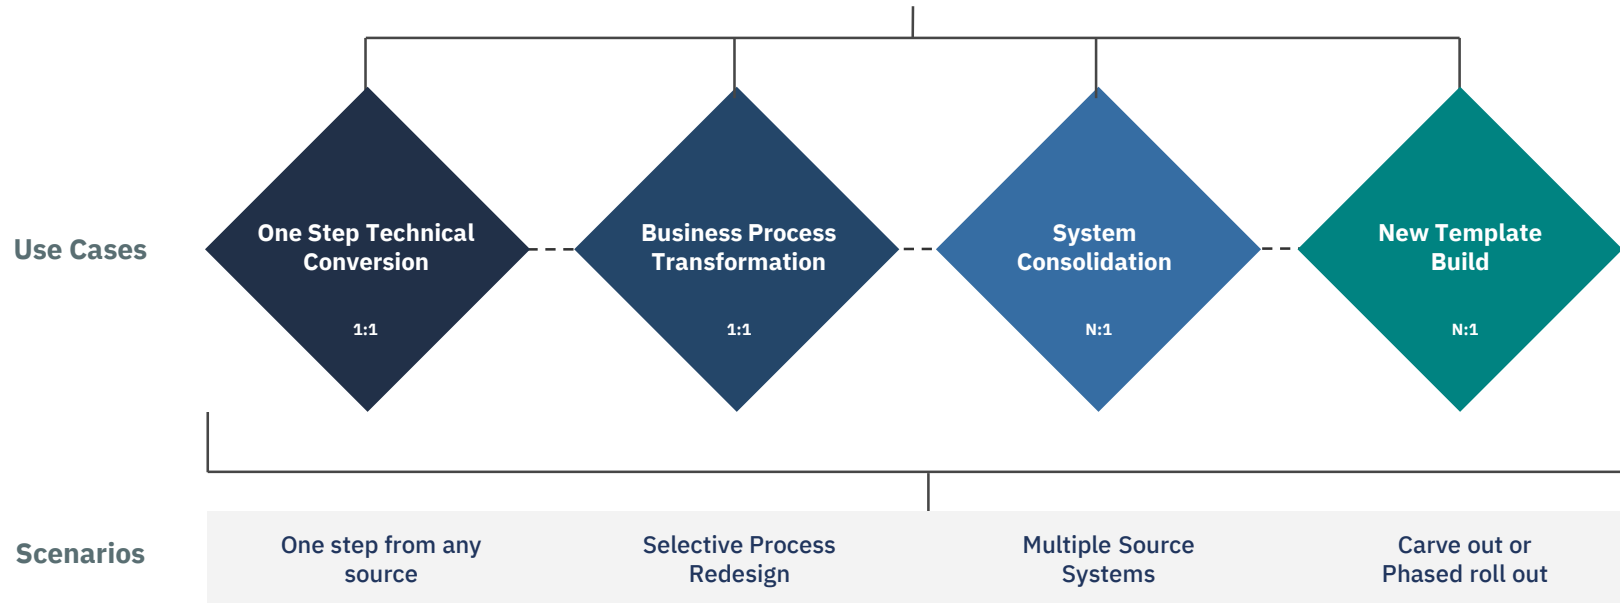 Use Cases
One Step Technical
Conversion
1:1
Business Process
Transformation
1:1
System
Consolidation
N:1
New Template
Build
N:1
Scenarios
One step from any
source
Selective Process
Redesign
Multiple Source
Systems
Carve out or
Phased roll out